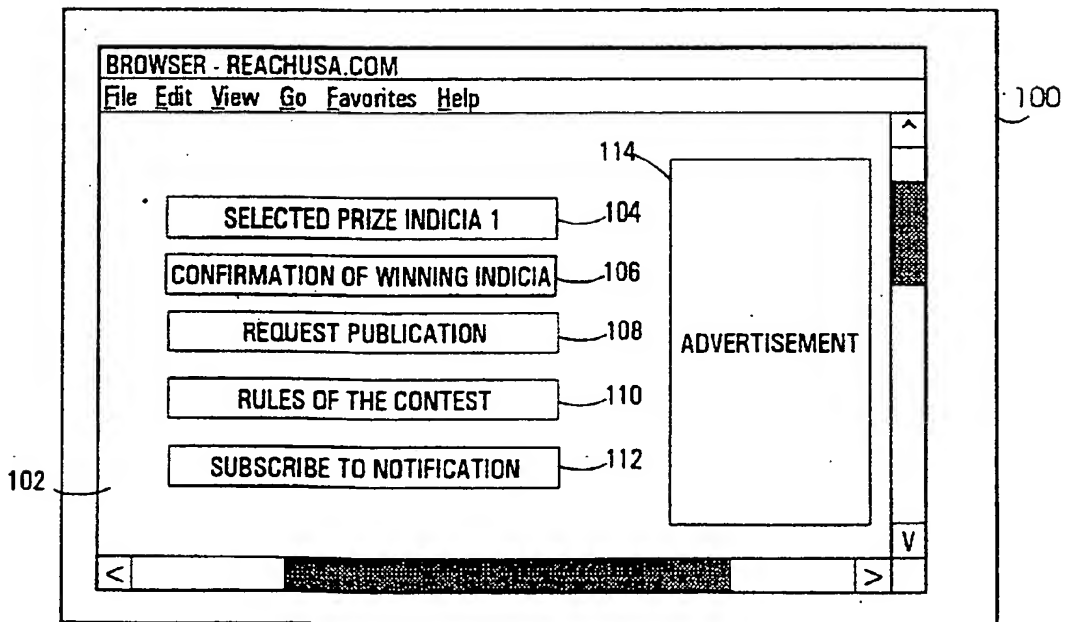 BROWSER - REACHUSA.COM
File Edit View Go Favorites Help
100
^
114
SELECTED PRIZE INDICIA 1
104
CONFIRMATION OF WINNING INDICIA
106
REQUEST PUBLICATION
108
ADVERTISEMENT
RULES OF THE CONTEST
110
SUBSCRIBE TO NOTIFICATION
112
102
V
< >